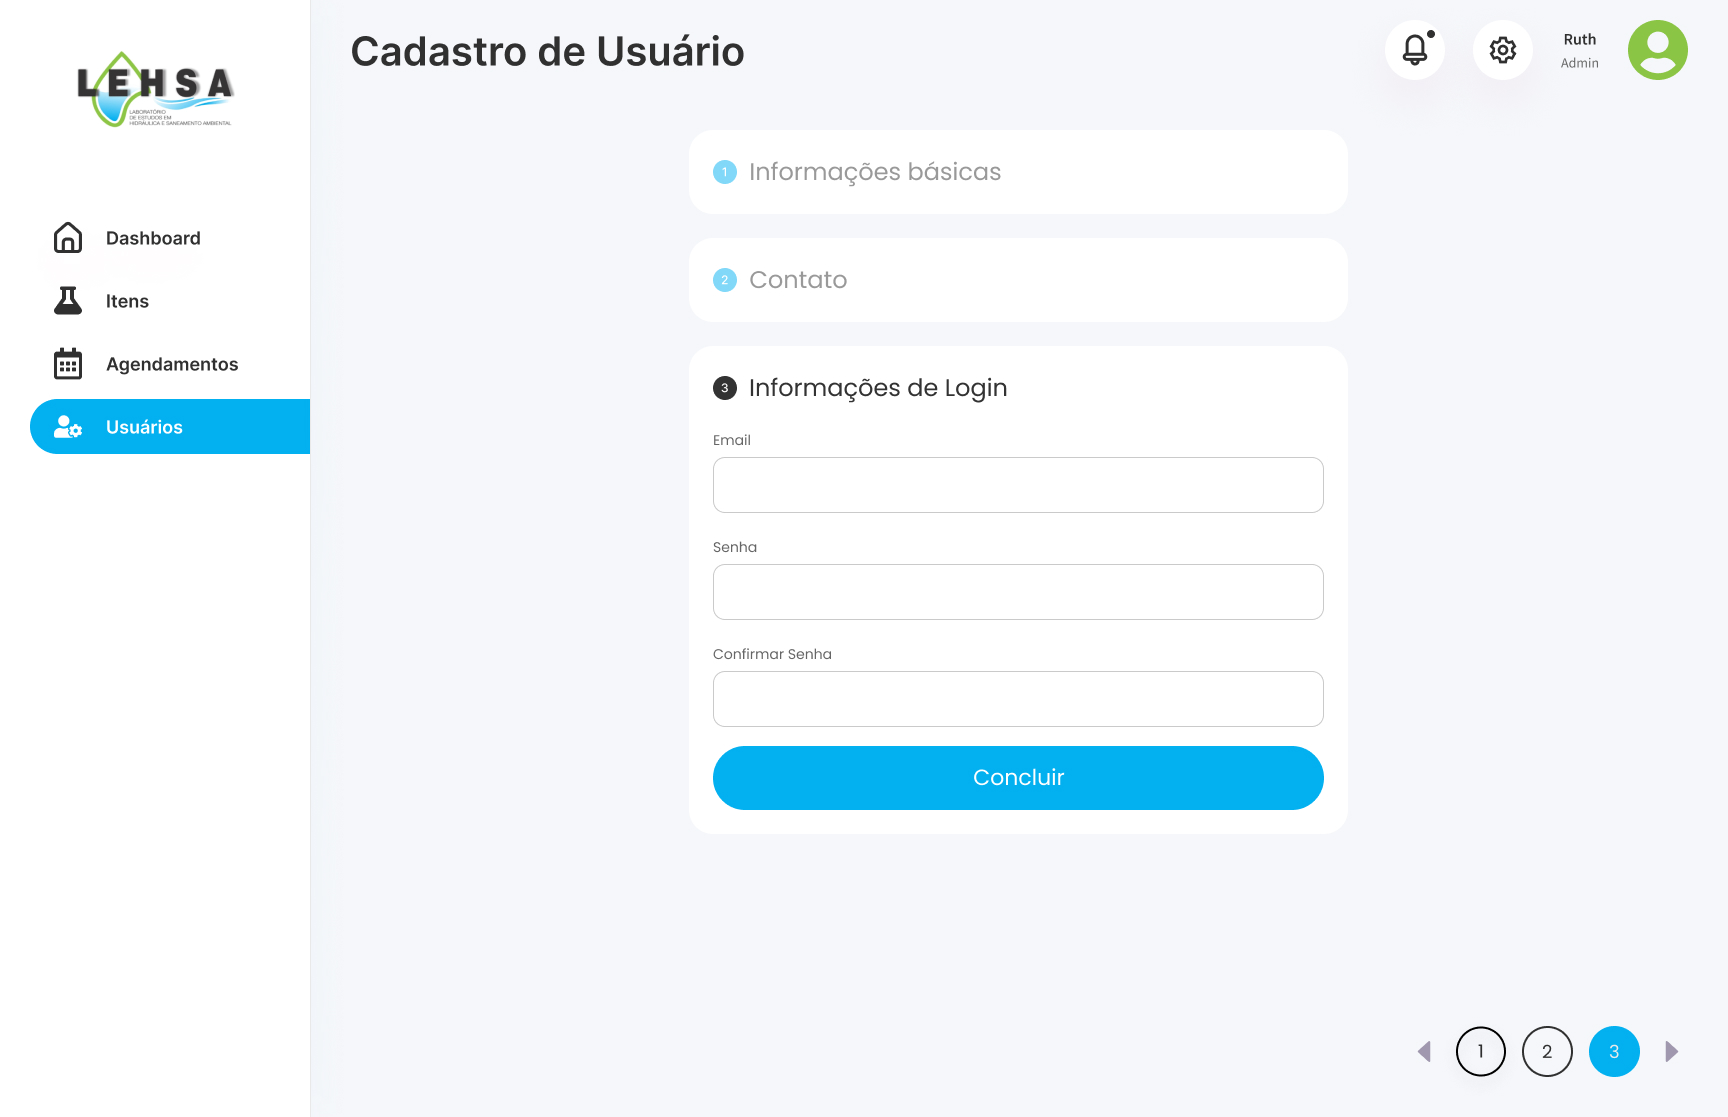 LEHSA
LABORATÓRIO
DE ESTUDOS EM
HIDRÁULICA E SANEAMENTO AMBIENTAL
Dashboard
Itens
Agendamentos
Usuários
Cadastro de Usuário
Ruth
Admin
1 Informações básicas
2 Contato
3 Informações de Login
Email
Senha
Confirmar Senha
Concluir
1 2 3